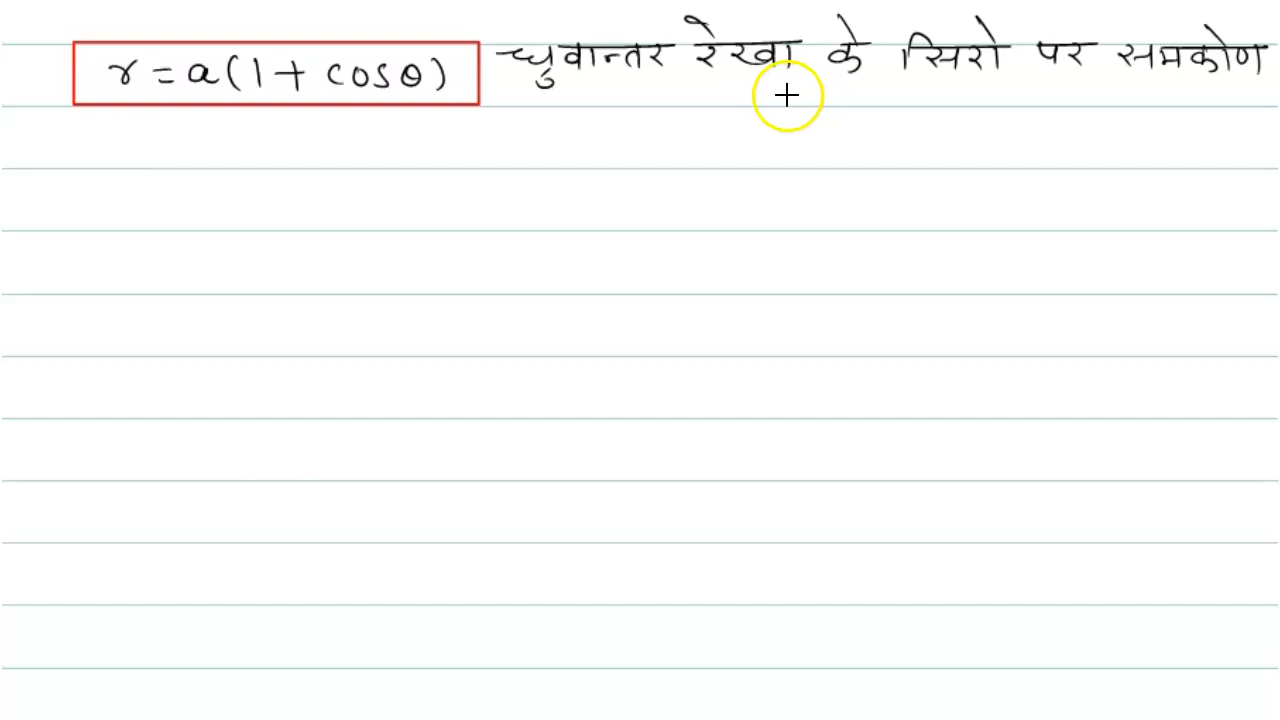 r = a(1 + cosθ) ध्रुवान्तर रेखा के सिरो पर समकोण